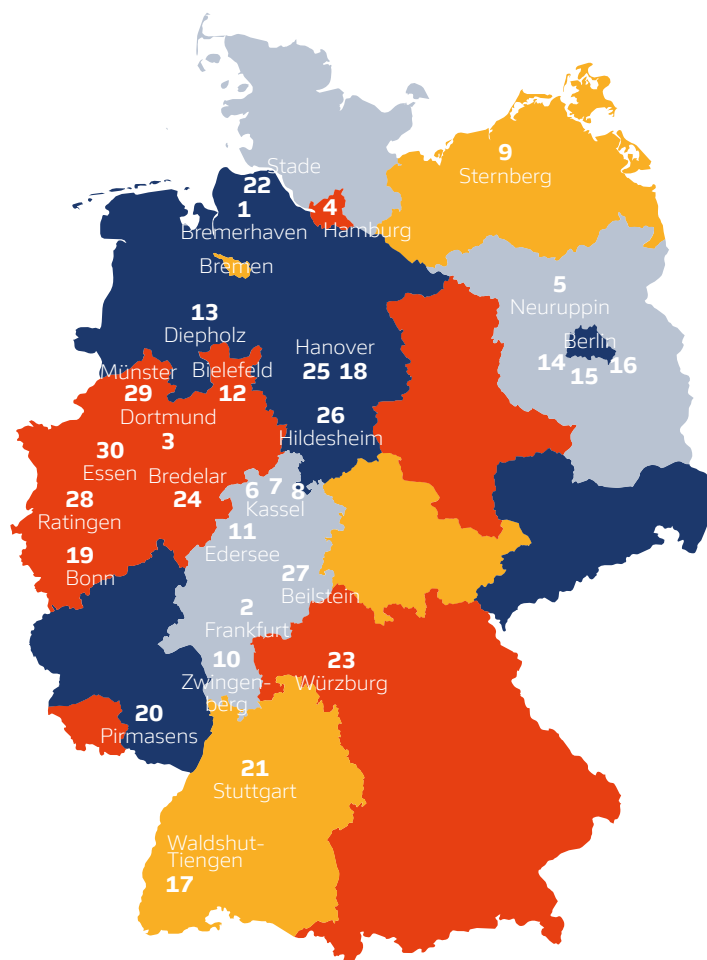 Stade
22
1
Bremerhaven
4
Hamburg
9
Sternberg
Bremen
5
Neuruppin
13
Diepholz
Berlin
14
15
16
Hanover
25 18
Münster
29
Bielefeld
12
Dortmund
3
26
Hildesheim
30
Essen
Bredelar
24
28
Ratingen
6
7
8
Kassel
11
Edersee
19
Bonn
27
Beilstein
2
Frankfurt
10
Zwingen-
berg
23
Würzburg
20
Pirmasens
21
Stuttgart
Waldshut-
Tiengen
17